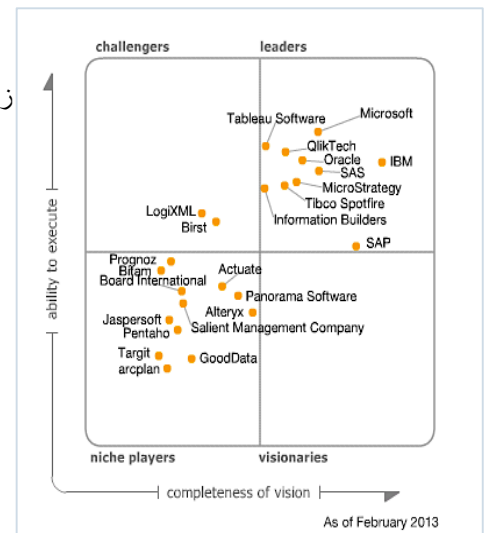 challengers
leaders
ز
Microsoft
Tableau Software
QlikTech
Oracle
IBM
SAS
MicroStrategy
Tibco Spotfire
Information Builders
LogiXML
Birst
SAP
ability to execute
Prognoz
Bitam
Board International
Actuate
Panorama Software
Alteryx
Jaspersoft
Salient Management Company
Pentaho
Targit
GoodData
arcplan
niche players
visionaries
completeness of vision
As of February 2013